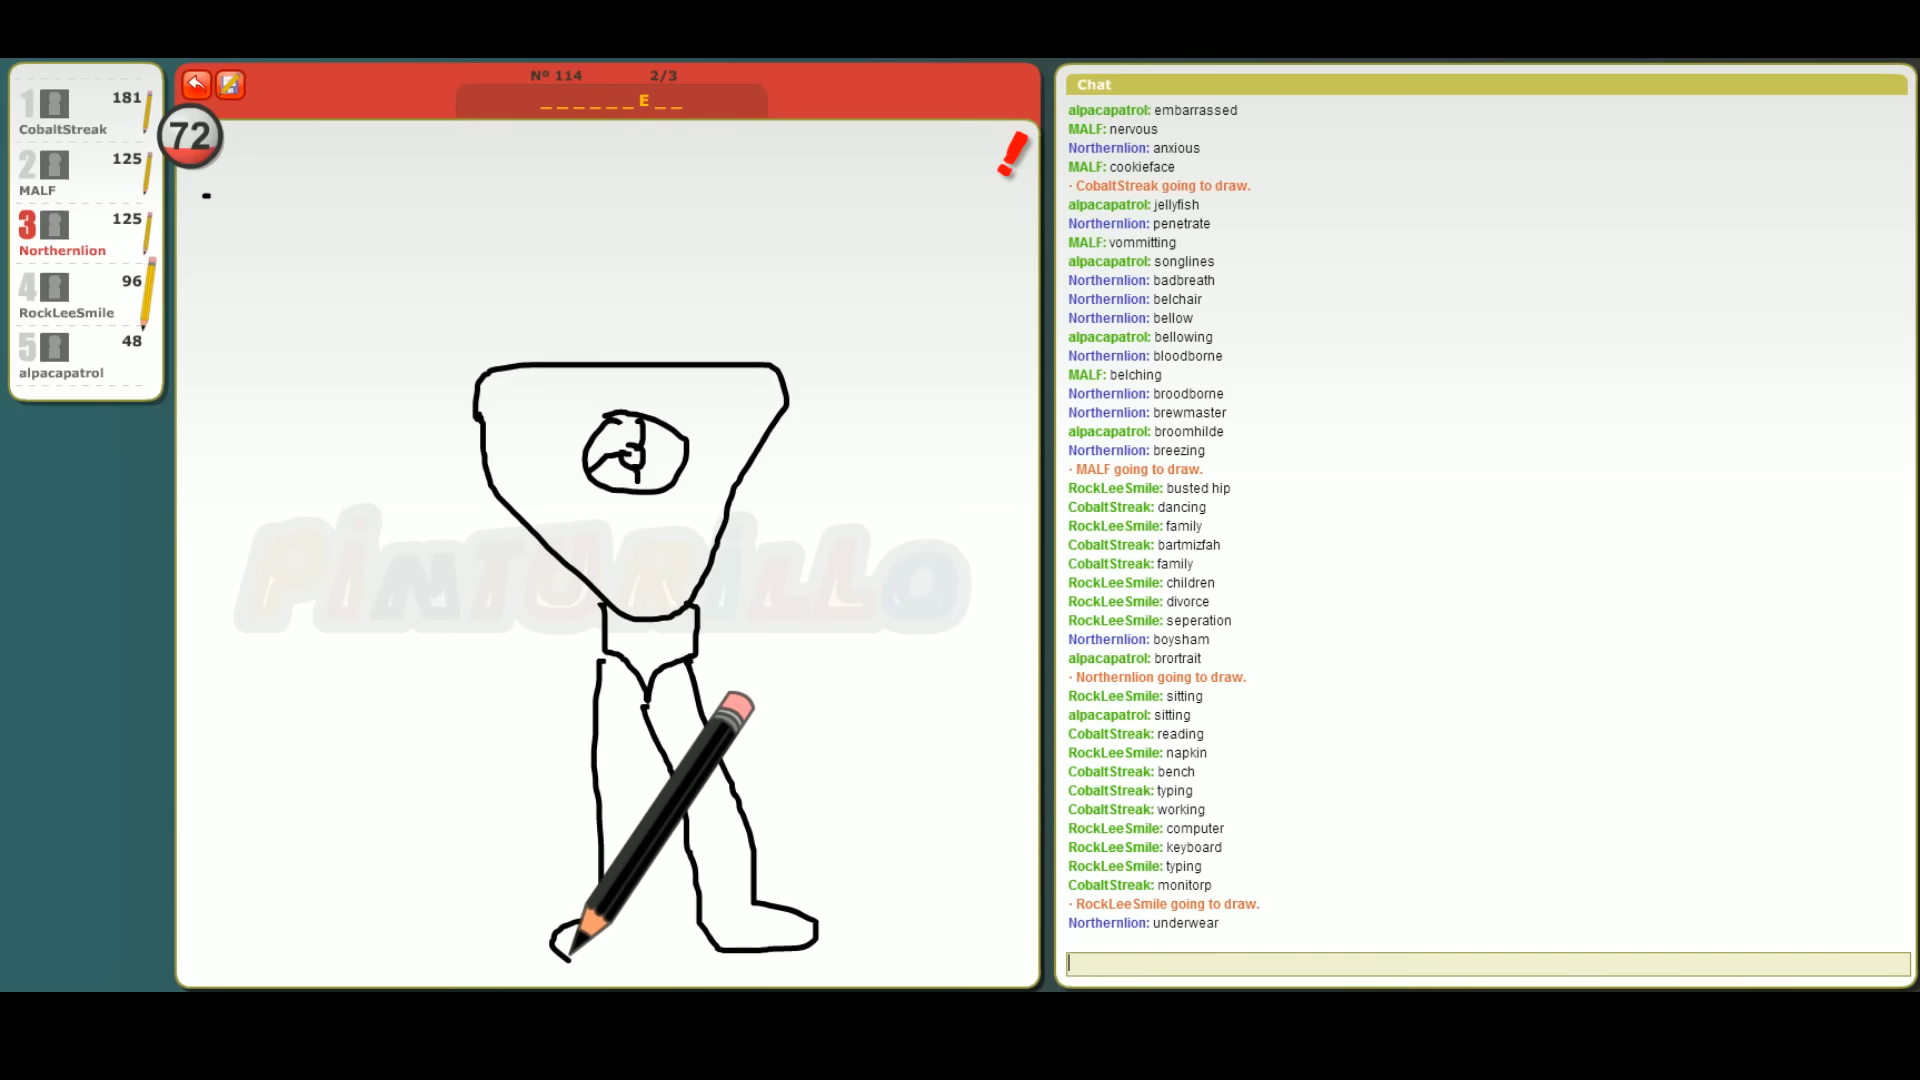 1 181
CobaltStreak
2 125
MALF
3 125
Northernlion
4 96
RockLeeSmile
5 48
alpacapatrol
72
Nº 114 2/3
_ _ _ _ _ _ E _ _
PiNTURiLLO
Chat
alpacapatrol: embarrassed
MALF: nervous
Northernlion: anxious
MALF: cookieface
· CobaltStreak going to draw.
alpacapatrol: jellyfish
Northernlion: penetrate
MALF: vommitting
alpacapatrol: songlines
Northernlion: badbreath
Northernlion: belchair
Northernlion: bellow
alpacapatrol: bellowing
Northernlion: bloodborne
MALF: belching
Northernlion: broodborne
Northernlion: brewmaster
alpacapatrol: broomhilde
Northernlion: breezing
· MALF going to draw.
RockLeeSmile: busted hip
CobaltStreak: dancing
RockLeeSmile: family
CobaltStreak: bartmizfah
CobaltStreak: family
RockLeeSmile: children
RockLeeSmile: divorce
RockLeeSmile: seperation
Northernlion: boysham
alpacapatrol: brortrait
· Northernlion going to draw.
RockLeeSmile: sitting
alpacapatrol: sitting
CobaltStreak: reading
RockLeeSmile: napkin
CobaltStreak: bench
CobaltStreak: typing
CobaltStreak: working
RockLeeSmile: computer
RockLeeSmile: keyboard
RockLeeSmile: typing
CobaltStreak: monitorp
· RockLeeSmile going to draw.
Northernlion: underwear